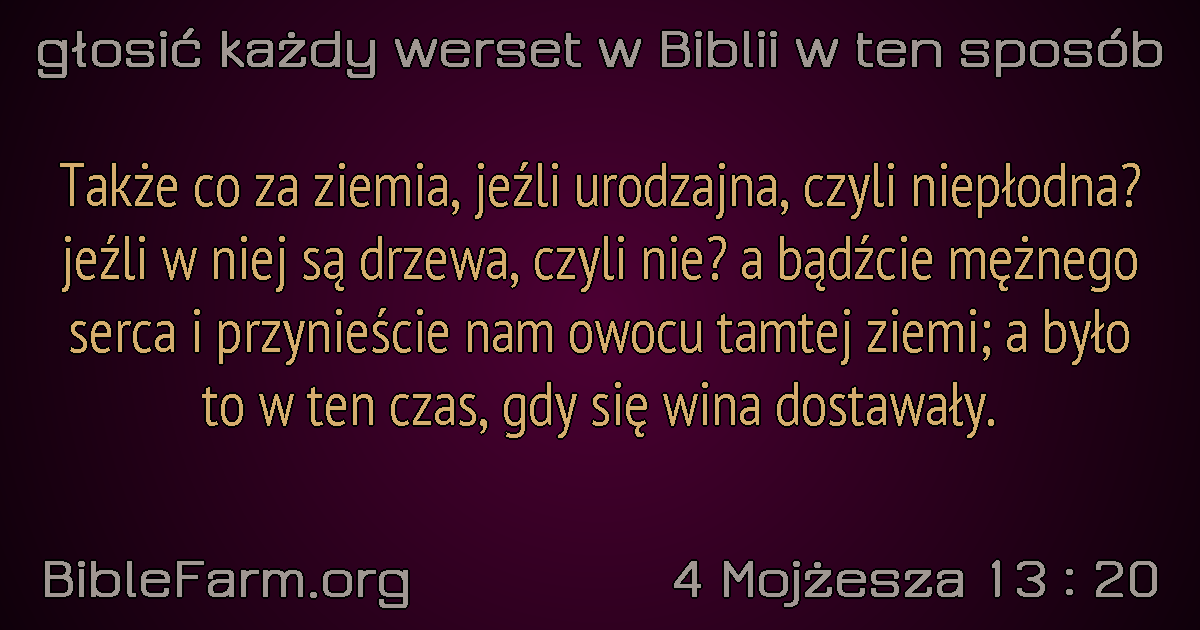 głosić każdy werset w Biblii w ten sposób
Także co za ziemia, jeźli urodzajna, czyli niepłodna?
jeźli w niej są drzewa, czyli nie? a bądźcie mężnego
serca i przynieście nam owocu tamtej ziemi; a było
to w ten czas, gdy się wina dostawały.
BibleFarm.org
4 Mojżesza 13 : 20